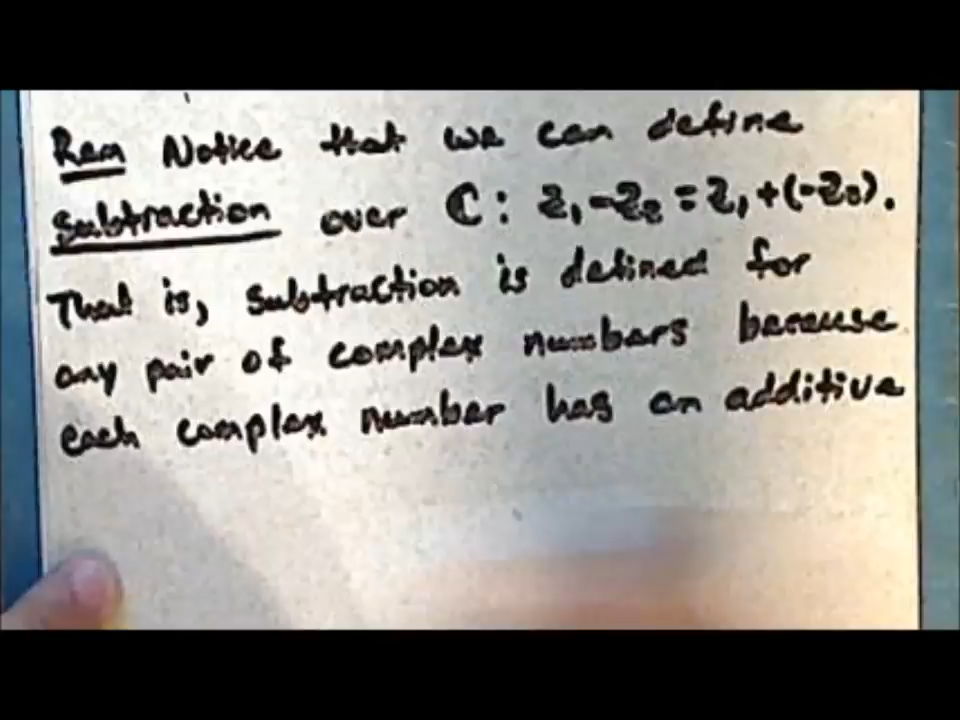 Rem Notice that we can define
subtraction over ℂ: z₁-z₂ = z₁+(-z₂).
That is, subtraction is defined for
any pair of complex numbers because
each complex number has an additive